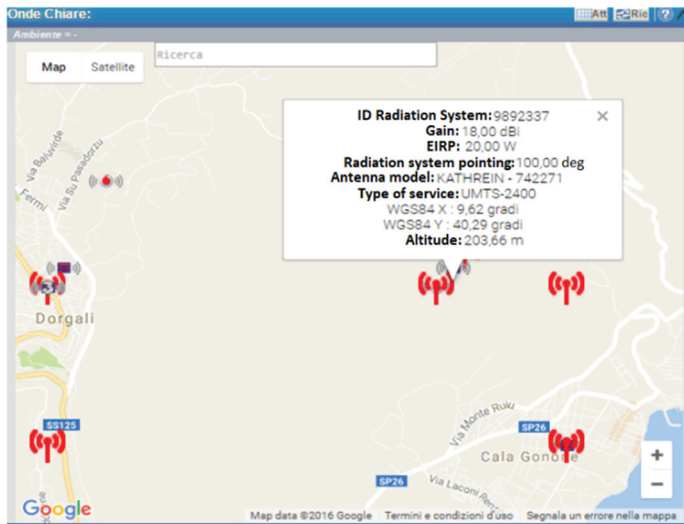 Onde Chiare:
Att Ric ?
Ambiente = -
Map Satellite
Ricerca
ID Radiation System: 9892337
Gain: 18,00 dBi
EIRP: 20,00 W
Radiation system pointing: 100,00 deg
Antenna model: KATHREIN - 742271
Type of service: UMTS-2400
WGS84 X : 9,62 gradi
WGS84 Y : 40,29 gradi
Altitude: 203,66 m
Via Baluvirde
Via Su Pasadorzu
Fermi
3
Dorgali
SS125
Via Monte Ruiu
SP26
Cala Gonone
SP26
Via Laconi
+
−
Google
Map data ©2016 Google Termini e condizioni d'uso Segnala un errore nella mappa